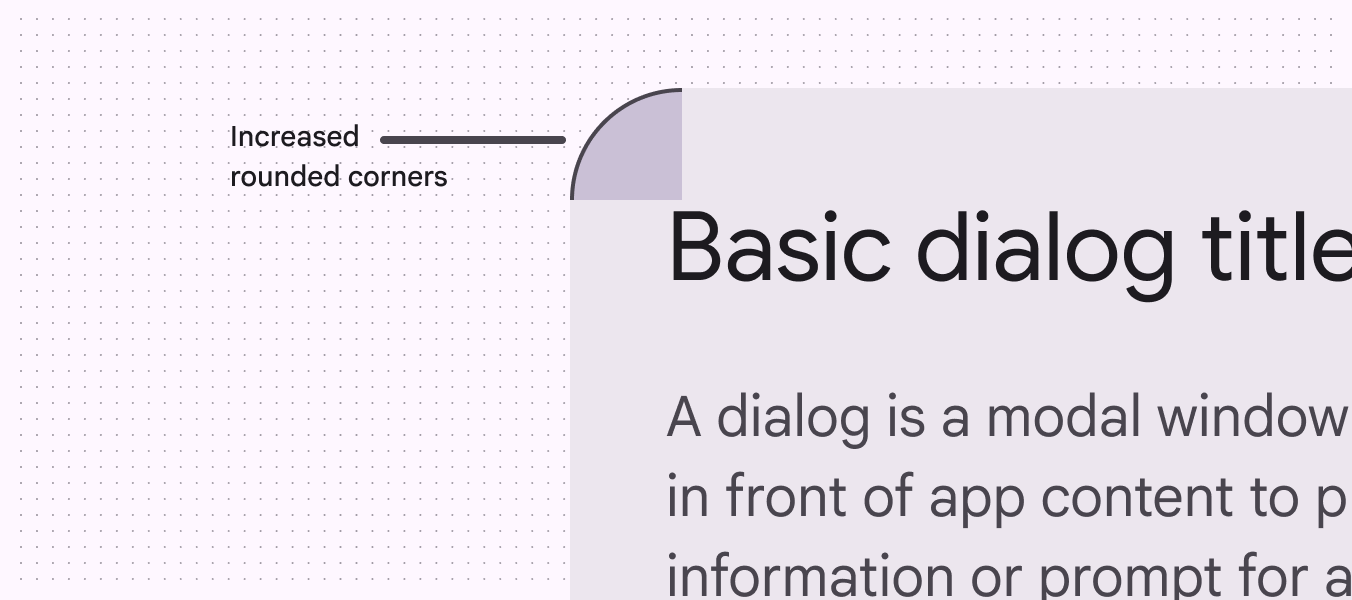 Increased
rounded corners
Basic dialog title
A dialog is a modal window
in front of app content to p
information or prompt for a